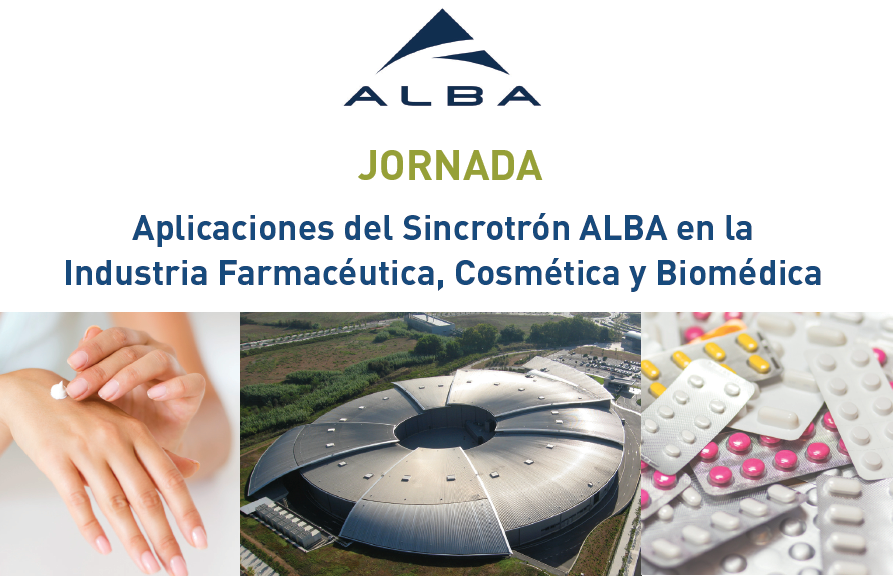 ALBA
JORNADA
Aplicaciones del Sincrotrón ALBA en la
Industria Farmacéutica, Cosmética y Biomédica